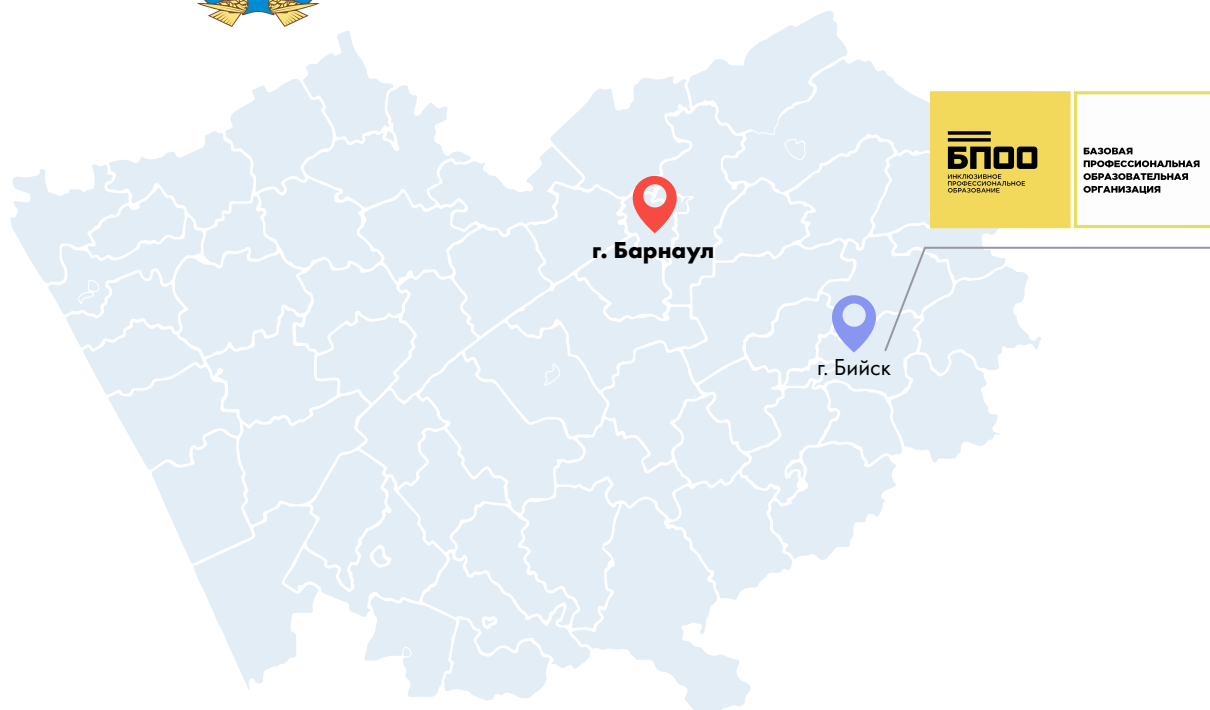 БПОО
ИНКЛЮЗИВНОЕ
ПРОФЕССИОНАЛЬНОЕ
ОБРАЗОВАНИЕ
БАЗОВАЯ
ПРОФЕССИОНАЛЬНАЯ
ОБРАЗОВАТЕЛЬНАЯ
ОРГАНИЗАЦИЯ
г. Барнаул
г. Бийск